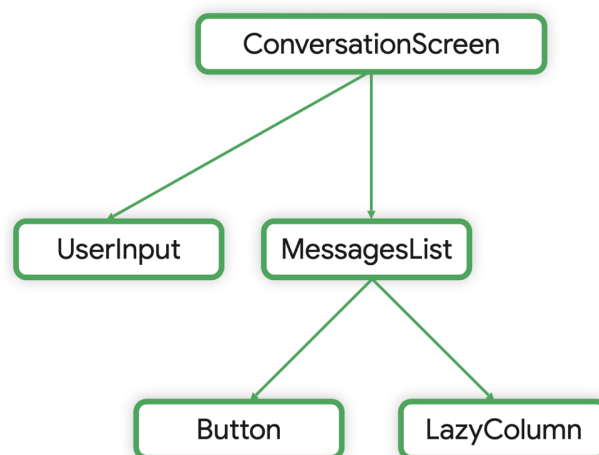 ConversationScreen
UserInput
MessagesList
Button
LazyColumn